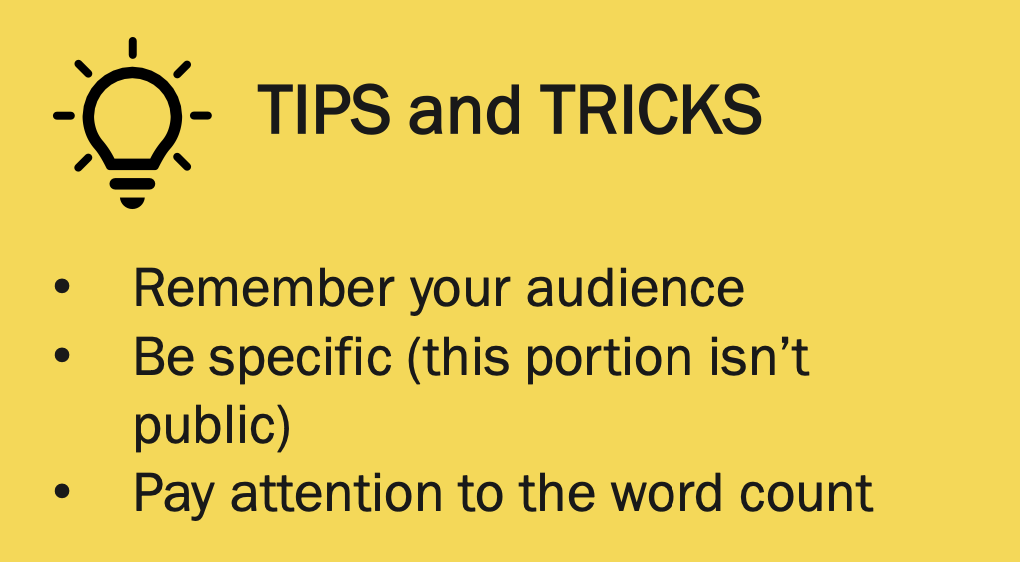 TIPS and TRICKS
• Remember your audience
• Be specific (this portion isn’t
public)
• Pay attention to the word count